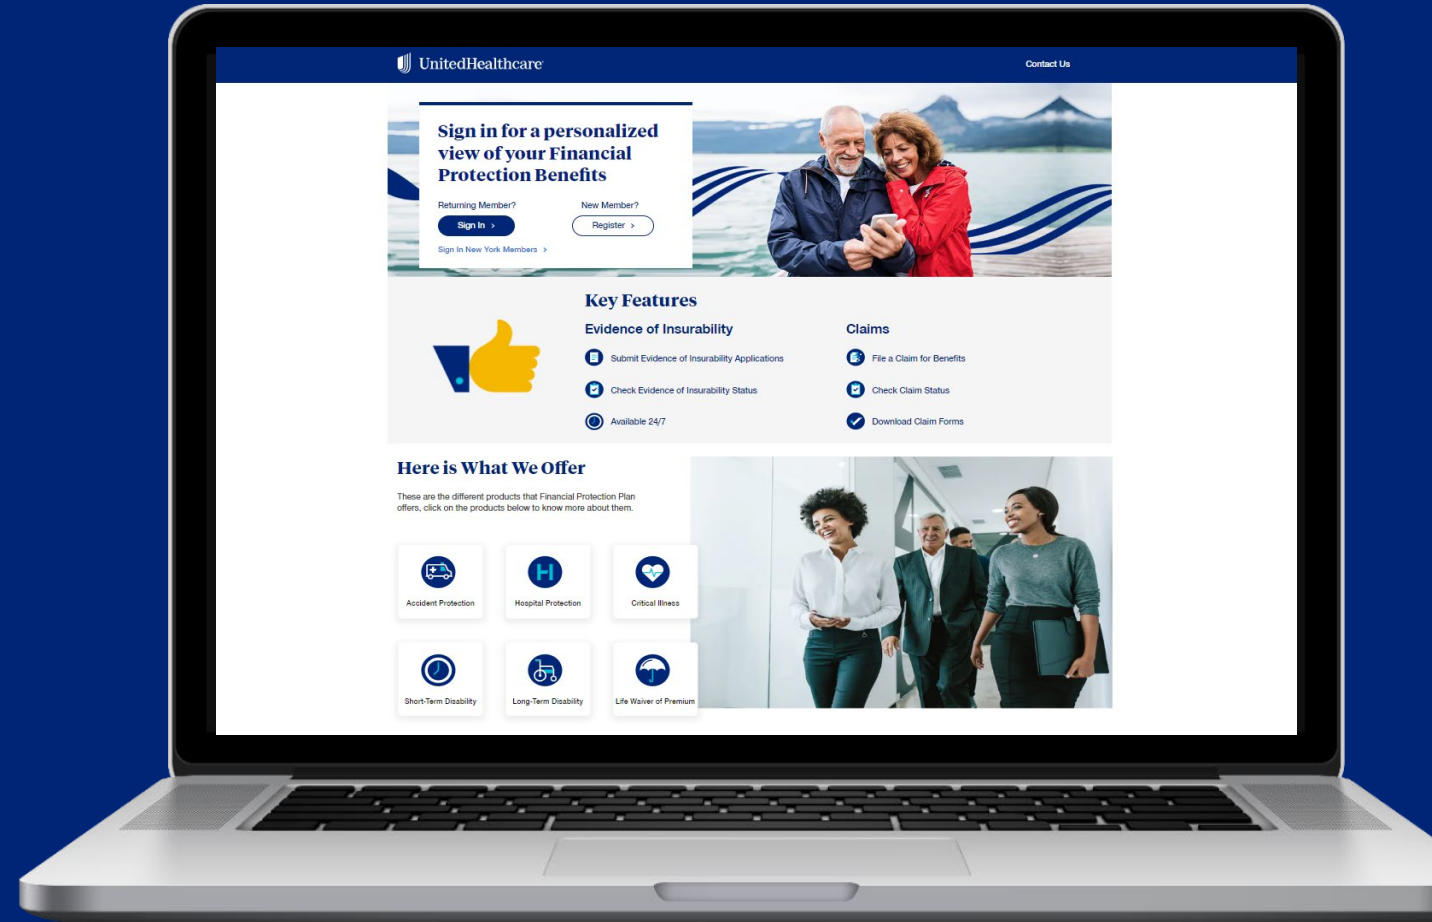 UnitedHealthcare
Contact Us
Sign in for a personalized
view of your Financial
Protection Benefits
Returning Member?
New Member?
Sign In >
Register >
Sign In New York Members >
Key Features
Evidence of Insurability
Submit Evidence of Insurability Applications
Check Evidence of Insurability Status
Available 24/7
Claims
File a Claim for Benefits
Check Claim Status
Download Claim Forms
Here is What We Offer
These are the different products that Financial Protection Plan
offers, click on the products below to know more about them.
Accident Protection
H
Hospital Protection
Critical Illness
Short-Term Disability
Long-Term Disability
Life Waiver of Premium